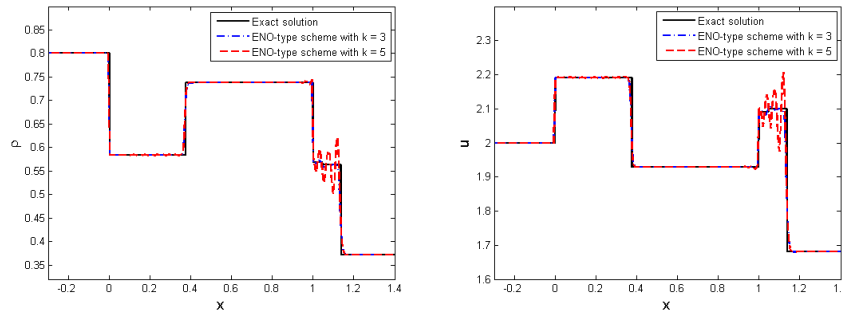 Exact solution
ENO-type scheme with k = 3
ENO-type scheme with k = 5
0.8
0.75
0.7
0.65
0.6
0.55
0.5
0.45
0.4
0.35
ρ
-0.2 0 0.2 0.4 0.6 0.8 1 1.2 1.4
x
Exact solution
ENO-type scheme with k = 3
ENO-type scheme with k = 5
2.4
2.3
2.2
2.1
2
1.9
1.8
1.7
1.6
u
-0.2 0 0.2 0.4 0.6 0.8 1 1.2 1.4
x